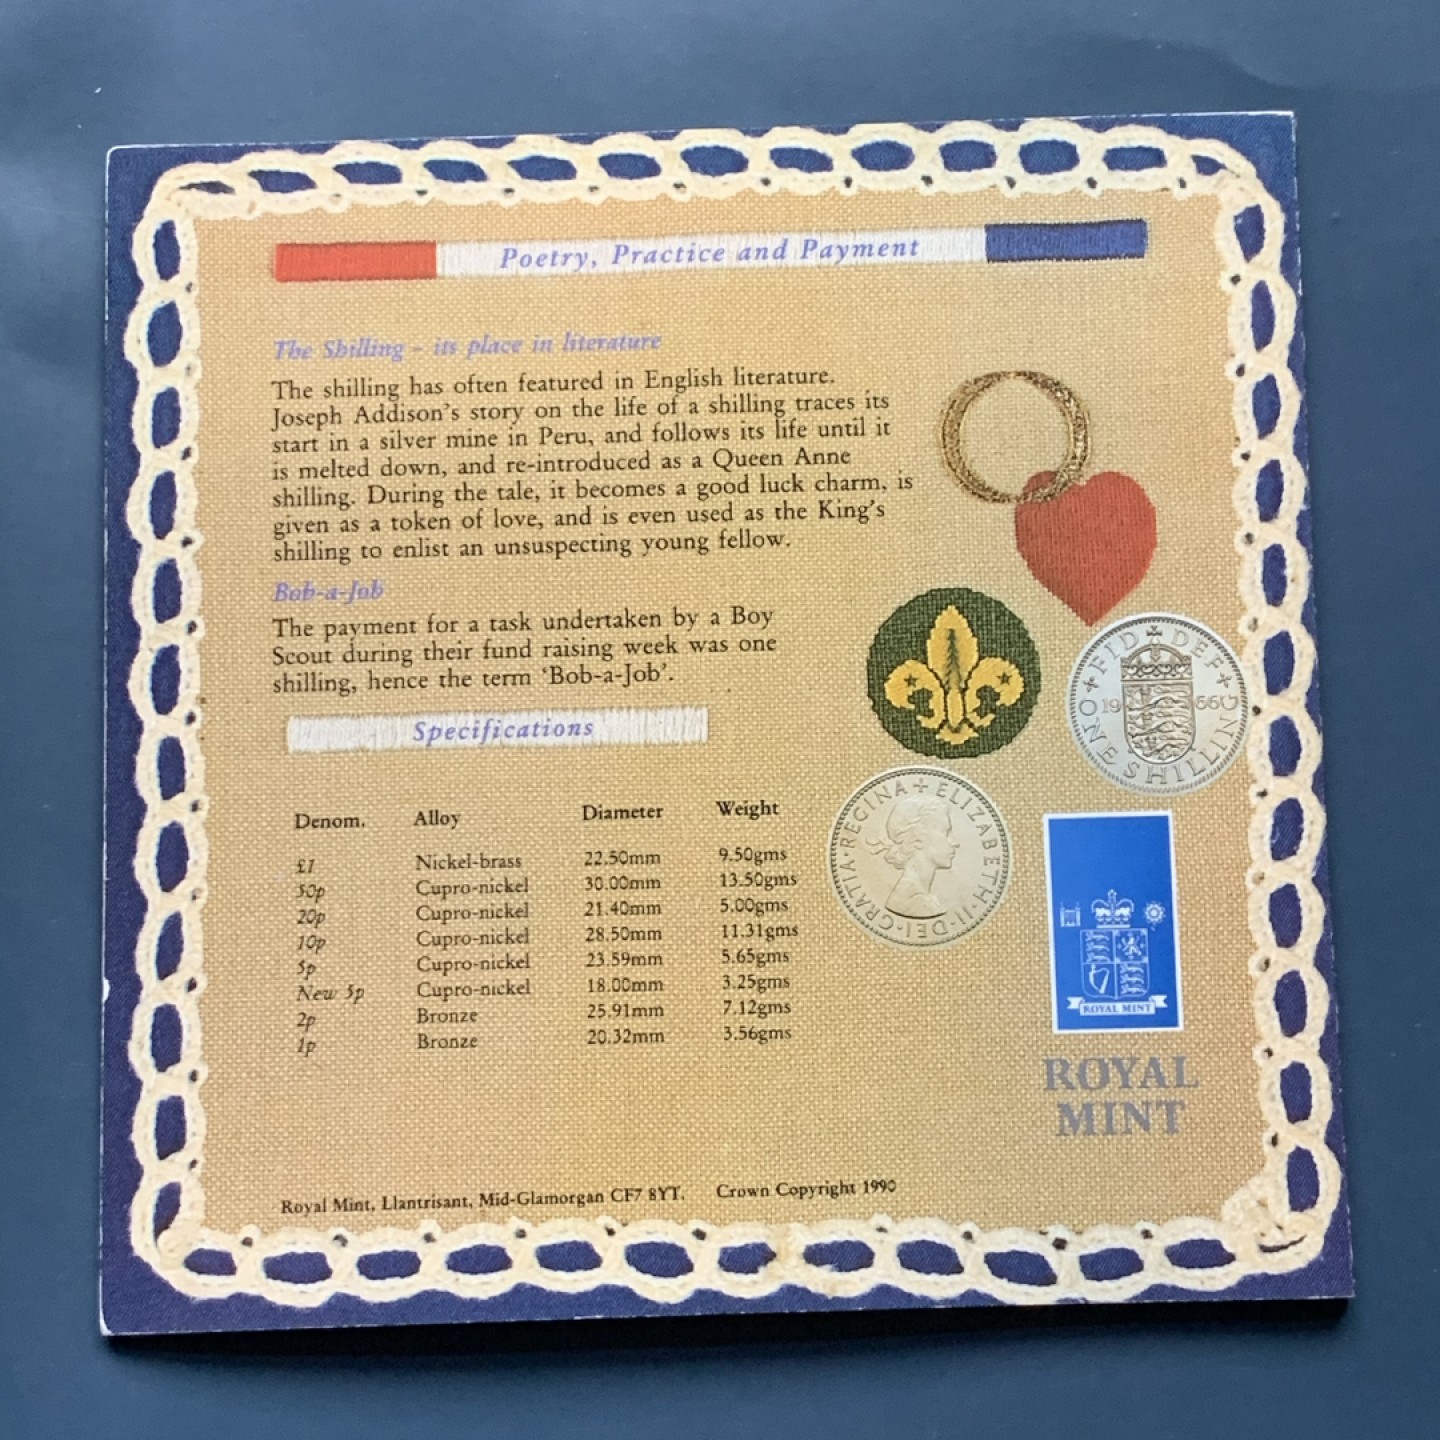 Poetry, Practice and Payment
The Shilling - its place in literature
The shilling has often featured in English literature.
Joseph Addison's story on the life of a shilling traces its
start in a silver mine in Peru, and follows its life until it
is melted down, and re-introduced as a Queen Anne
shilling. During the tale, it becomes a good luck charm, is
given as a token of love, and is even used as the King's
shilling to enlist an unsuspecting young fellow.
Bob-a-Job
The payment for a task undertaken by a Boy
Scout during their fund raising week was one
shilling, hence the term 'Bob-a-Job'.
Specifications
Denom. Alloy Diameter Weight
£1 Nickel-brass 22.50mm 9.50gms
50p Cupro-nickel 30.00mm 13.50gms
20p Cupro-nickel 21.40mm 5.00gms
10p Cupro-nickel 28.50mm 11.31gms
5p Cupro-nickel 23.59mm 5.65gms
New 5p Cupro-nickel 18.00mm 3.25gms
2p Bronze 25.91mm 7.12gms
1p Bronze 20.32mm 3.56gms
FID DEF
1966
ONE SHILLING
ELIZABETH·II·DEI·GRATIA·REGINA
ROYAL MINT
ROYAL
MINT
Royal Mint, Llantrisant, Mid-Glamorgan CF7 8YT. Crown Copyright 1990